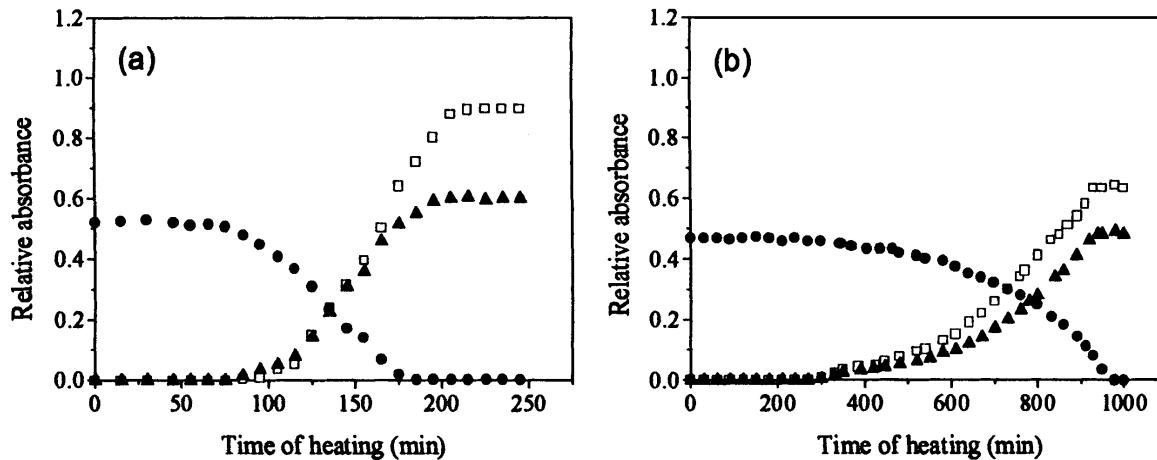 (a)
Relative absorbance
1.2
1.0
0.8
0.6
0.4
0.2
0.0
0 50 100 150 200 250
Time of heating (min)
(b)
Relative absorbance
1.2
1.0
0.8
0.6
0.4
0.2
0.0
0 200 400 600 800 1000
Time of heating (min)